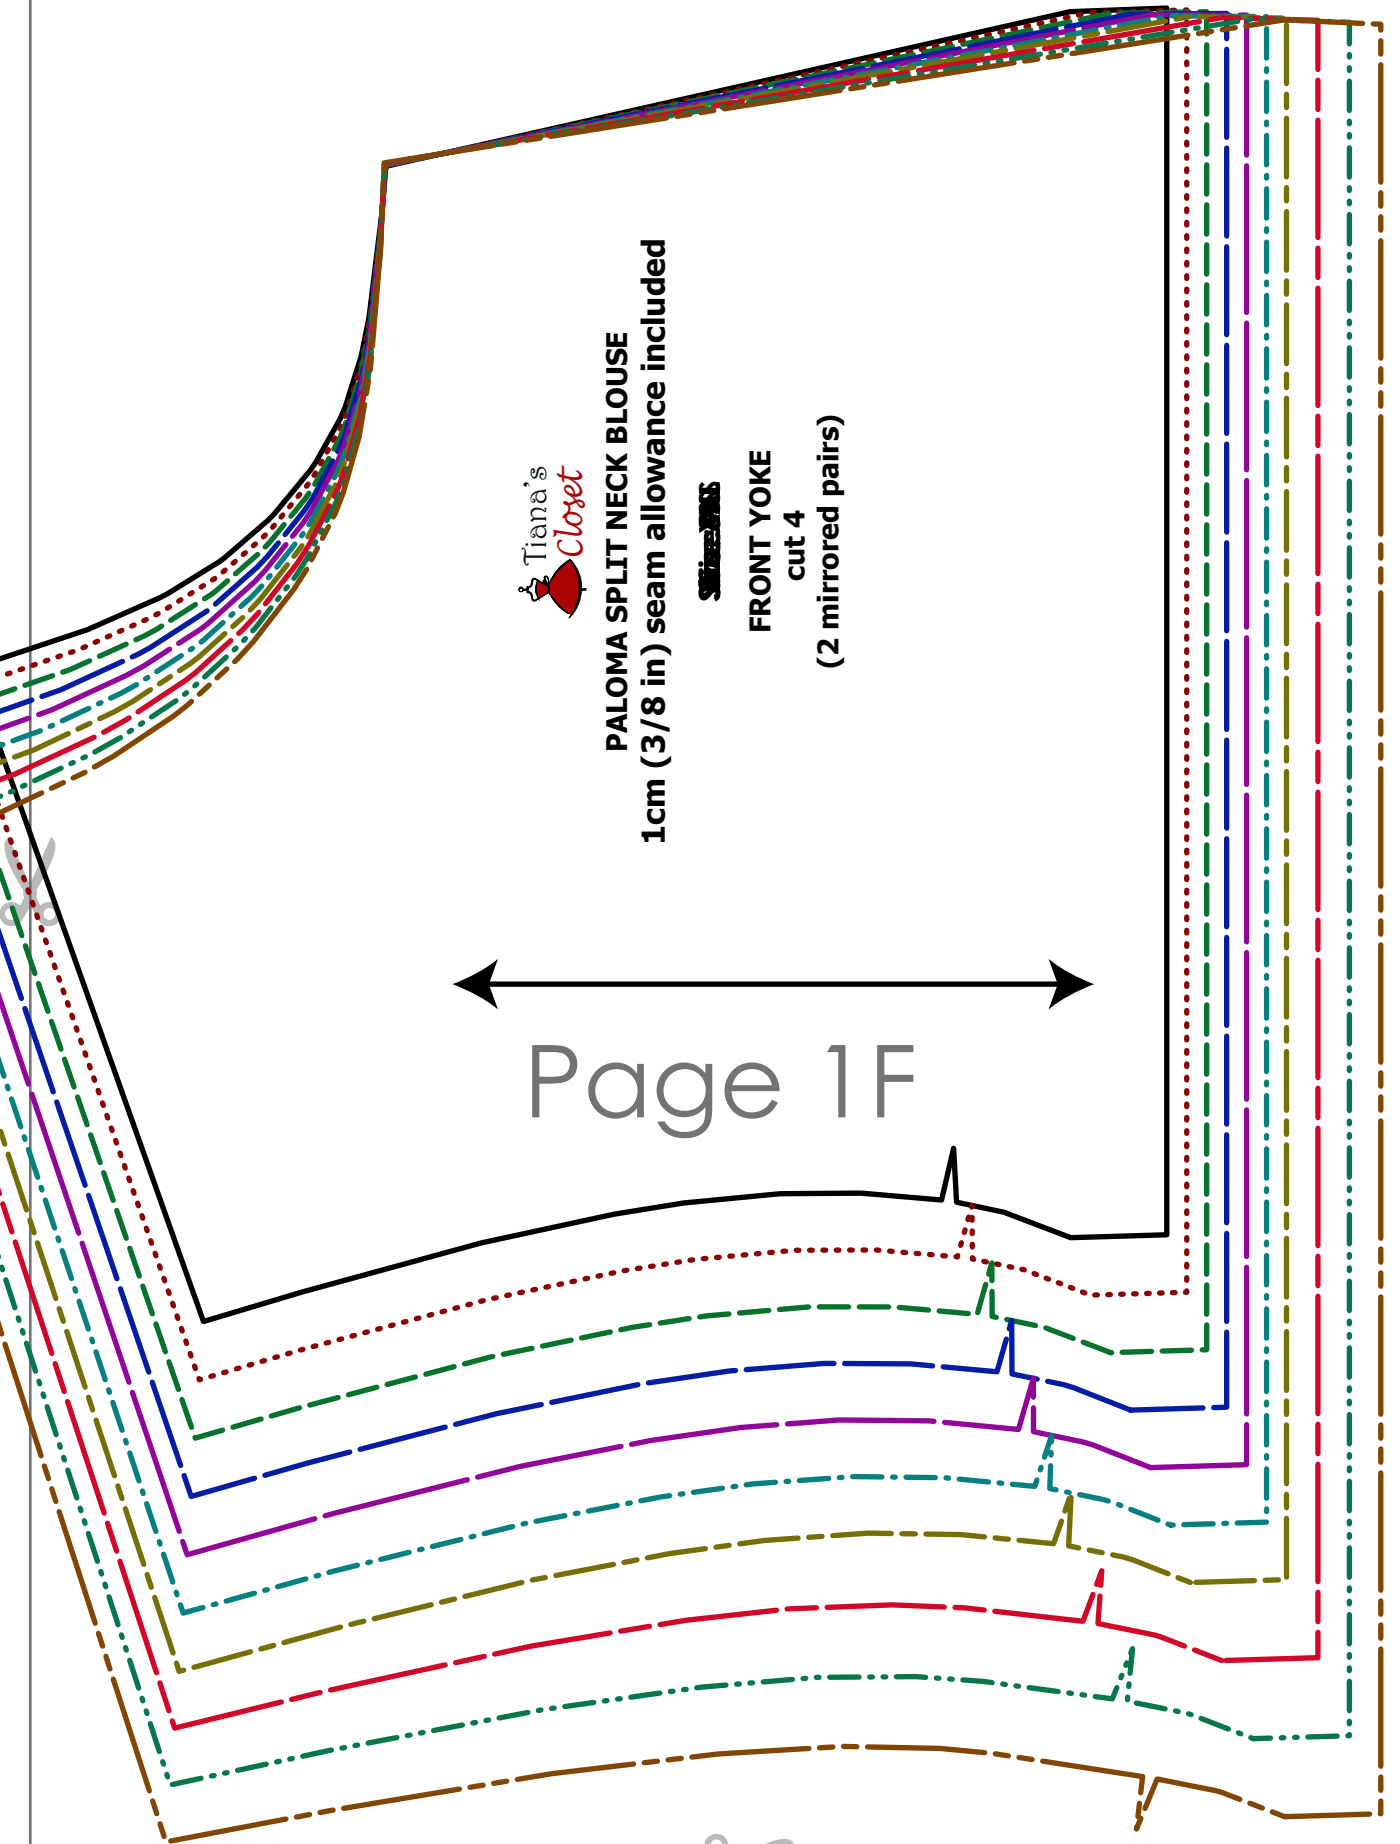 Tiana's
Closet
PALOMA SPLIT NECK BLOUSE
1cm (3/8 in) seam allowance included
FRONT YOKE
cut 4
(2 mirrored pairs)
Page 1F